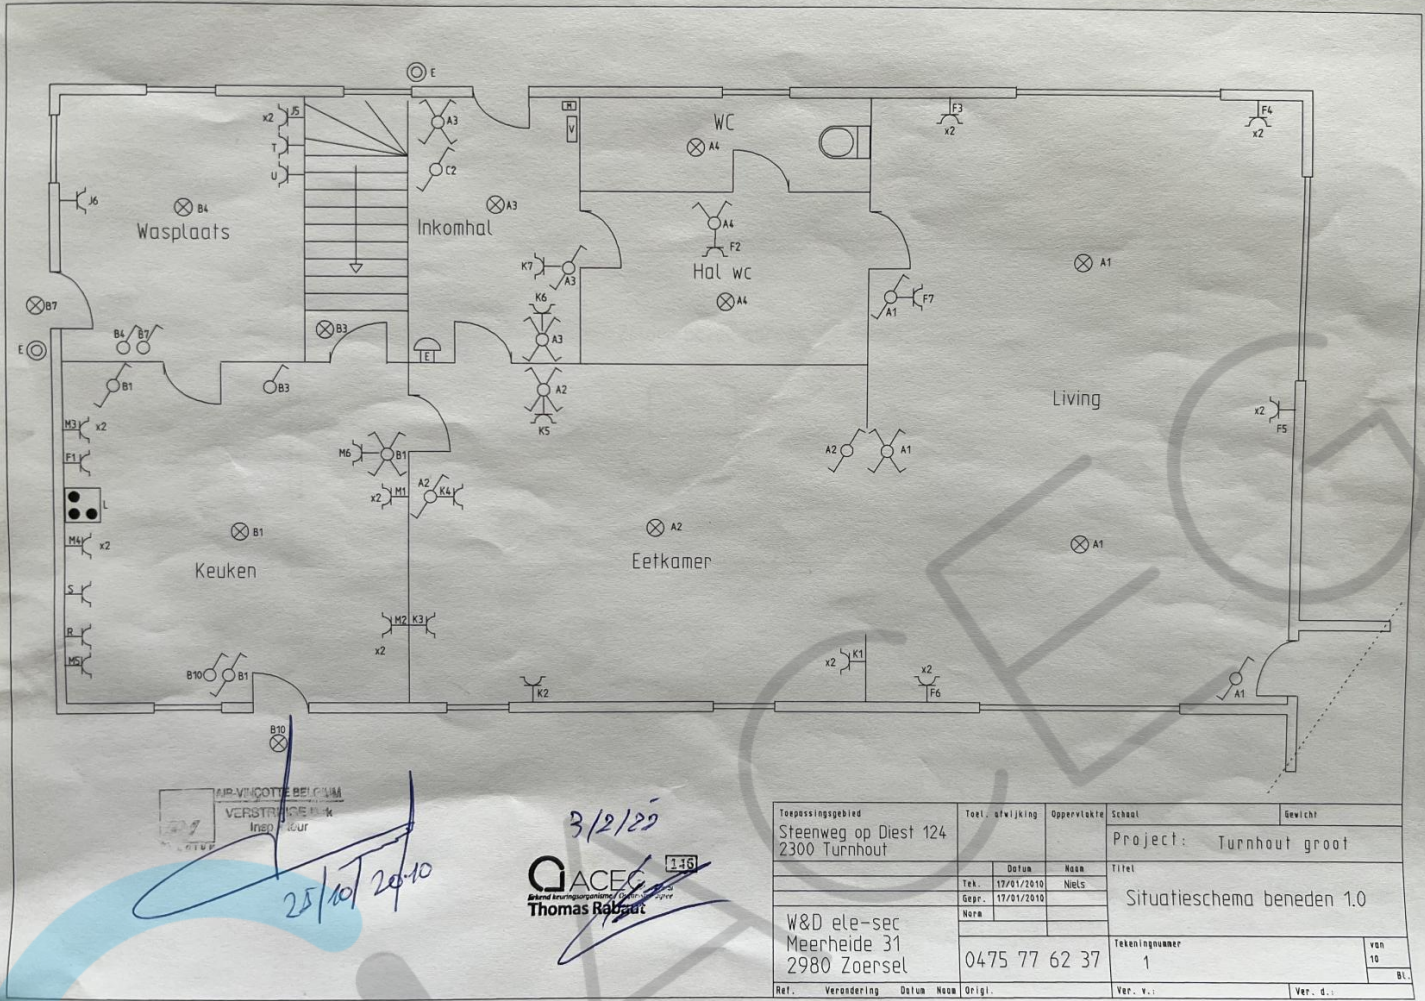 E
x2 J5
T
U
A3
C2
M
V
WC
A4
F3
x2
F4
x2
J6
B4
Wasplaats
A3
Inkomhal
A4
F2
Hal wc
A4
K7
A3
K6
A3
A1
F7
A1
B7
E
B4 B7
B3
E
B1
B3
A2
K5
Living
x2
F5
M3 x2
F1
L
M4 x2
S
R
M5
M6
B1
x2 M1
A2
K4
A2
A1
B1
Keuken
A2
Eetkamer
A1
M2 K3
x2
B10 B1
K2
x2 K1
x2
F6
A1
B10
AIB-VINÇOTTE BELGIUM
25/10/2010
3/2/22
146
ACEG
Erkend keuringsorganisme
Thomas Rabaut
ACEG
Toepassingsgebied
Steenweg op Diest 124
2300 Turnhout
Toel. afwijking
Oppervlakte
Schaal
Gewicht
Project: Turnhout groot
Datum Naam
Tek. 17/01/2010 Niels
Gepr. 17/01/2010
Norm
Titel
Situatieschema beneden 1.0
W&D ele-sec
Meerheide 31
2980 Zoersel
0475 77 62 37
Tekeningnummer
1
van
10
Bl.
Ref. Verandering Datum Naam
Origi.
Ver. v.:
Ver. d.: